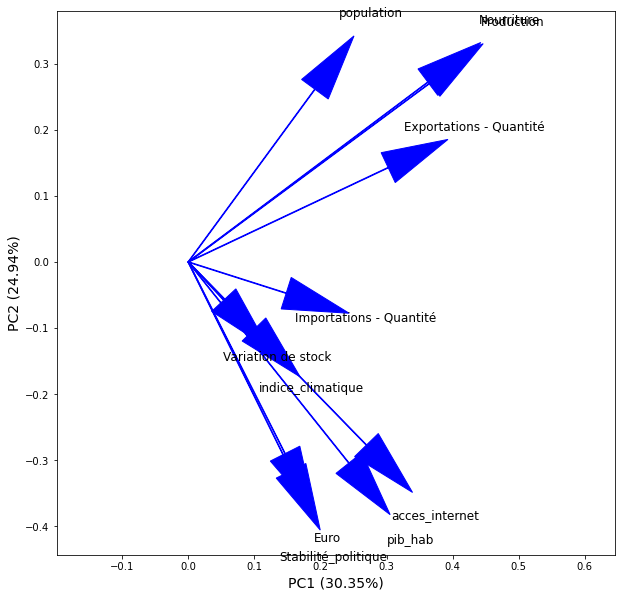 population
Nourriture
Production
Exportations - Quantité
Importations - Quantité
Variation de stock
indice_climatique
acces_internet
Euro
pib_hab
Stabilité_politique
0.3
0.2
0.1
0.0
−0.1
−0.2
−0.3
−0.4
PC2 (24.94%)
−0.1 0.0 0.1 0.2 0.3 0.4 0.5 0.6
PC1 (30.35%)